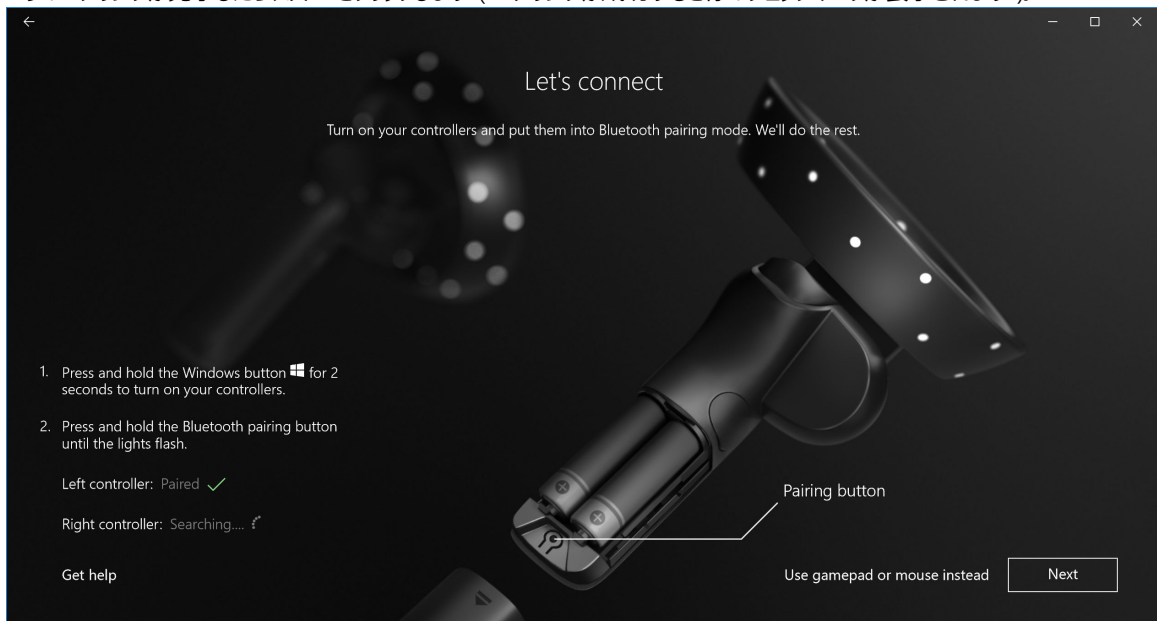 Let's connect
Turn on your controllers and put them into Bluetooth pairing mode. We'll do the rest.
1. Press and hold the Windows button for 2
seconds to turn on your controllers.
2. Press and hold the Bluetooth pairing button
until the lights flash.
Left controller: Paired
Right controller: Searching....
Pairing button
Get help
Use gamepad or mouse instead
Next